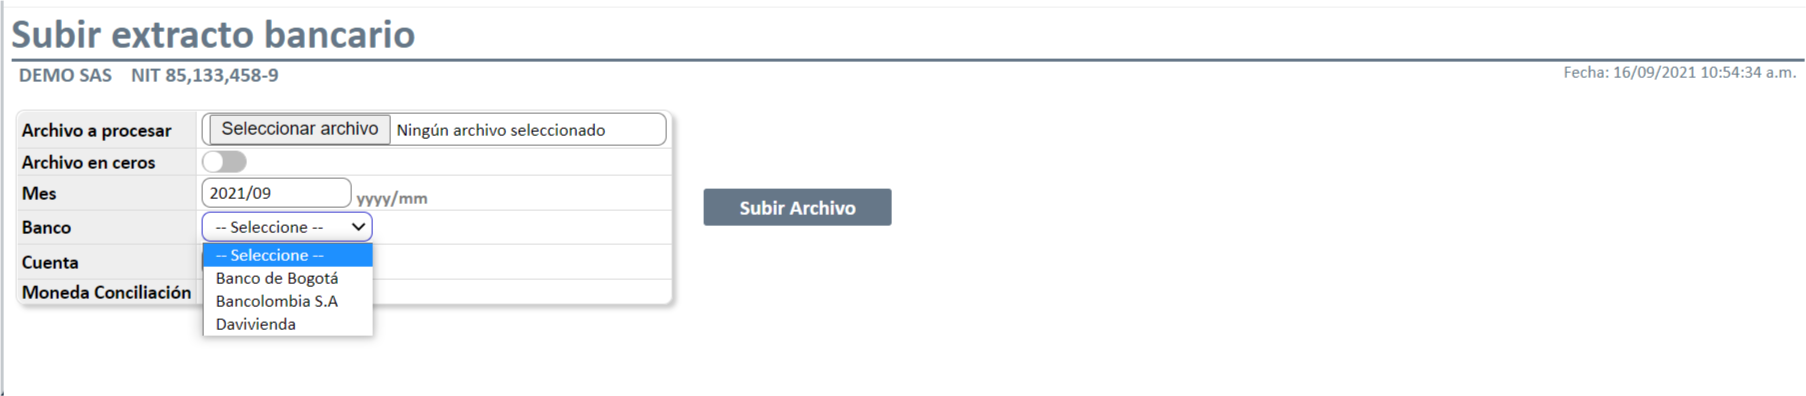 Subir extracto bancario
DEMO SAS NIT 85,133,458-9
Fecha: 16/09/2021 10:54:34 a.m.
Archivo a procesar Seleccionar archivo Ningún archivo seleccionado
Archivo en ceros
Mes 2021/09 yyyy/mm
Subir Archivo
Banco -- Seleccione --
-- Seleccione --
Cuenta
Banco de Bogotá
Moneda Conciliación
Bancolombia S.A
Davivienda